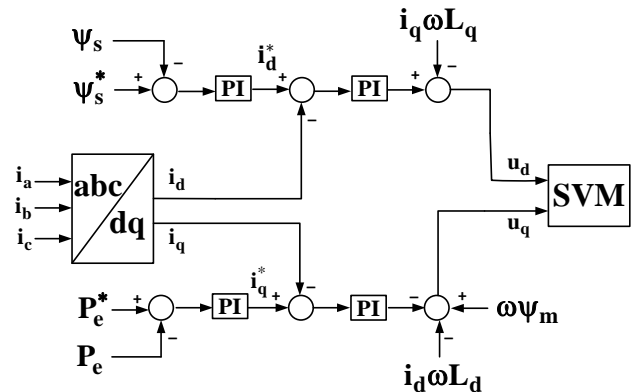 ψs
ψs*
−
+
PI
id*
+
−
PI
+
−
iqωLq
ia
ib
ic
abc
dq
id
iq
ud
uq
SVM
Pe*
Pe
+
−
PI
iq*
+
−
PI
−
+
−
ωψm
idωLd